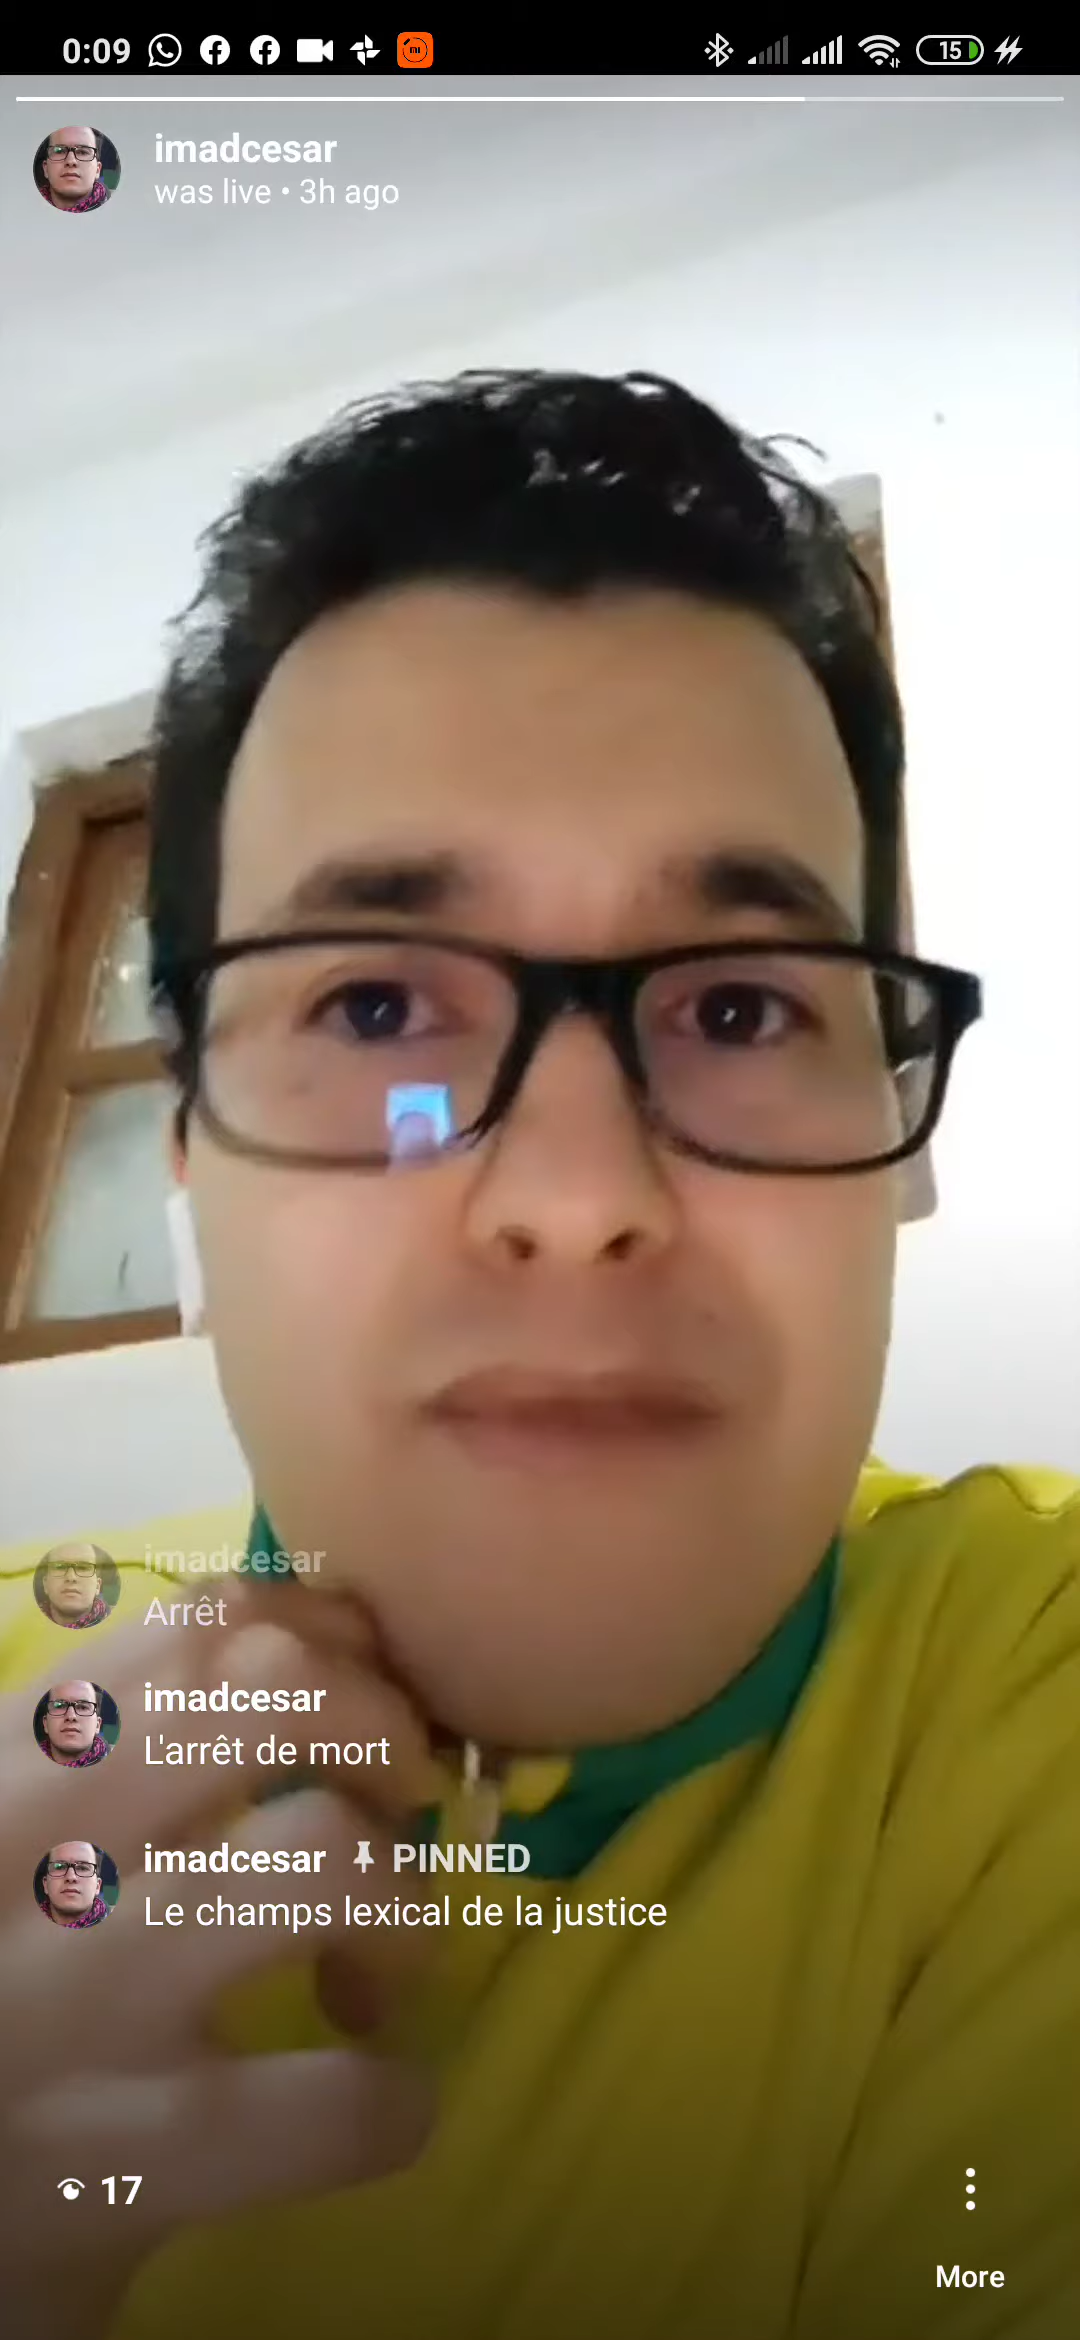 0:09
15
imadcesar
was live • 3h ago
imadcesar
Arrêt
imadcesar
L'arrêt de mort
imadcesar PINNED
Le champs lexical de la justice
17
More